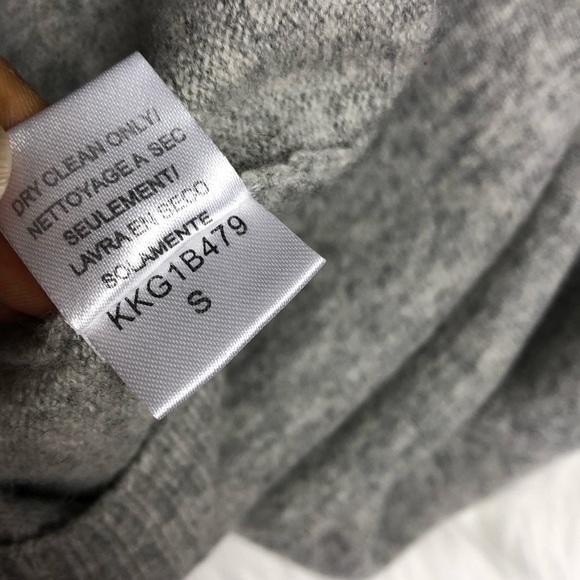 DRY CLEAN ONLY/
NETTOYAGE A SEC
SEULEMENT/
LAVRA EN SECO
SOLAMENTE
KKG1B479
S